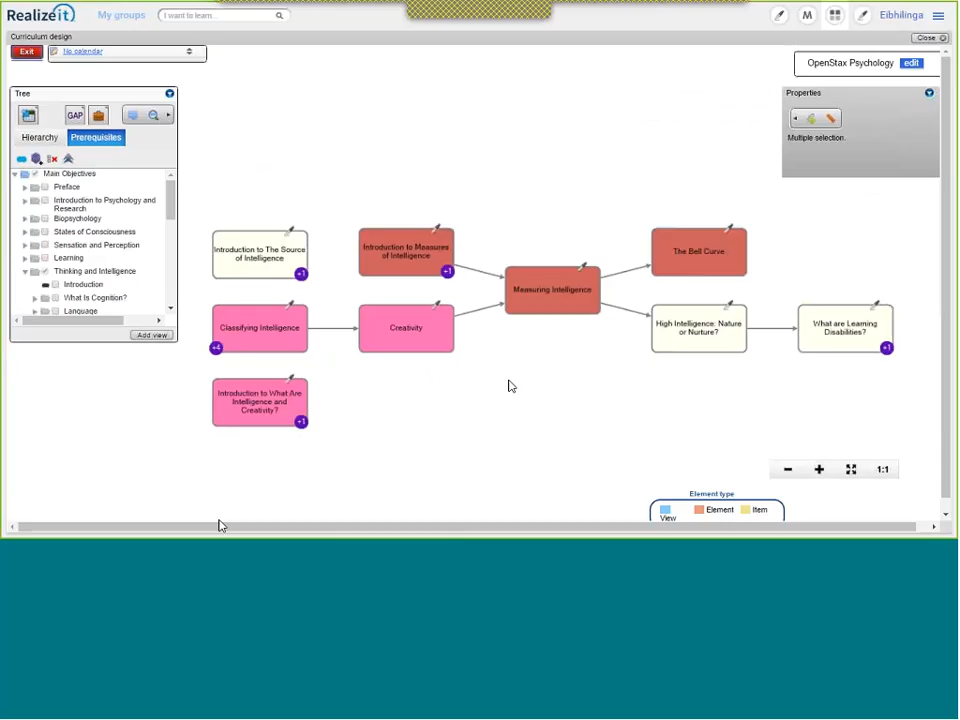 Realizeit
My groups
I want to learn...
M
Eibhilinga
Curriculum design
Close
Exit
No calendar
OpenStax Psychology
edit
Tree
Properties
GAP
Multiple selection.
Hierarchy
Prerequisites
Main Objectives
Preface
Introduction to Psychology and
Research
Biopsychology
States of Consciousness
Sensation and Perception
Learning
Thinking and Intelligence
Introduction
What Is Cognition?
Language
Add view
Introduction to The Source
of Intelligence
+1
Introduction to Measures
of Intelligence
+1
The Bell Curve
Measuring Intelligence
Classifying Intelligence
+4
Creativity
High Intelligence: Nature
or Nurture?
What are Learning
Disabilities?
+1
Introduction to What Are
Intelligence and
Creativity?
+1
1:1
Element type
View
Element
Item